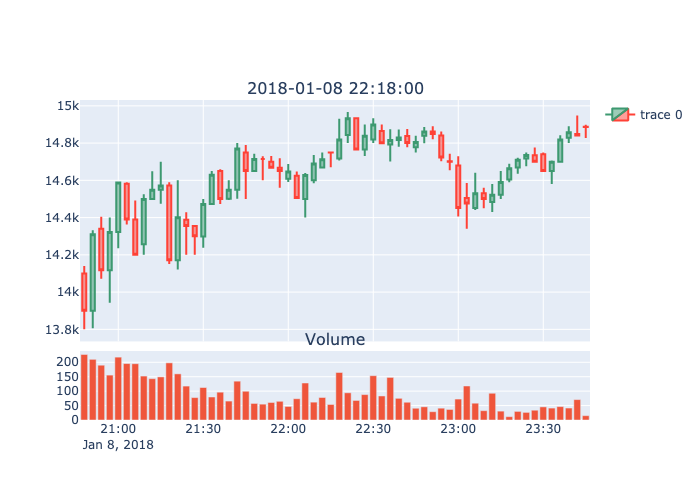 2018-01-08 22:18:00
15k
14.8k
14.6k
14.4k
14.2k
14k
13.8k
trace 0
Volume
200
150
100
50
0
21:00 21:30 22:00 22:30 23:00 23:30
Jan 8, 2018